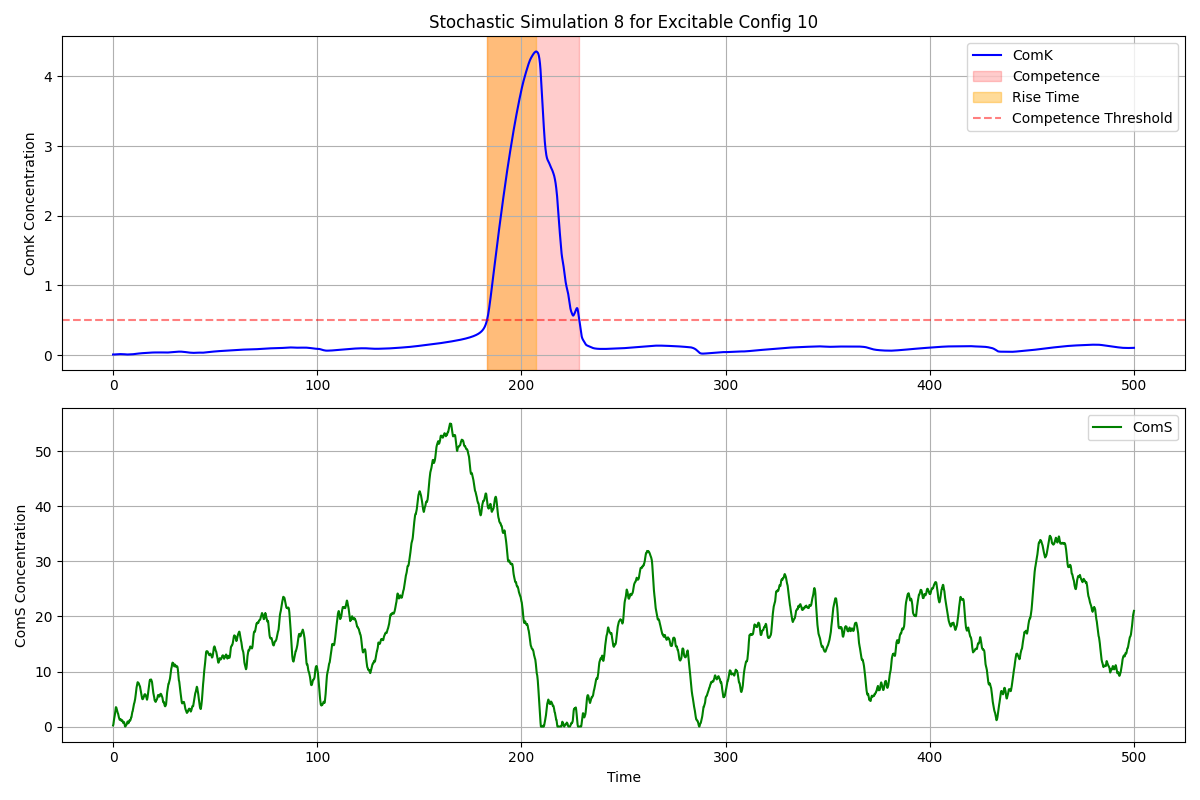 Stochastic Simulation 8 for Excitable Config 10
ComK Concentration
4
3
2
1
0
ComK
Competence
Rise Time
Competence Threshold
0 100 200 300 400 500
ComS Concentration
50
40
30
20
10
0
ComS
0 100 200 300 400 500
Time